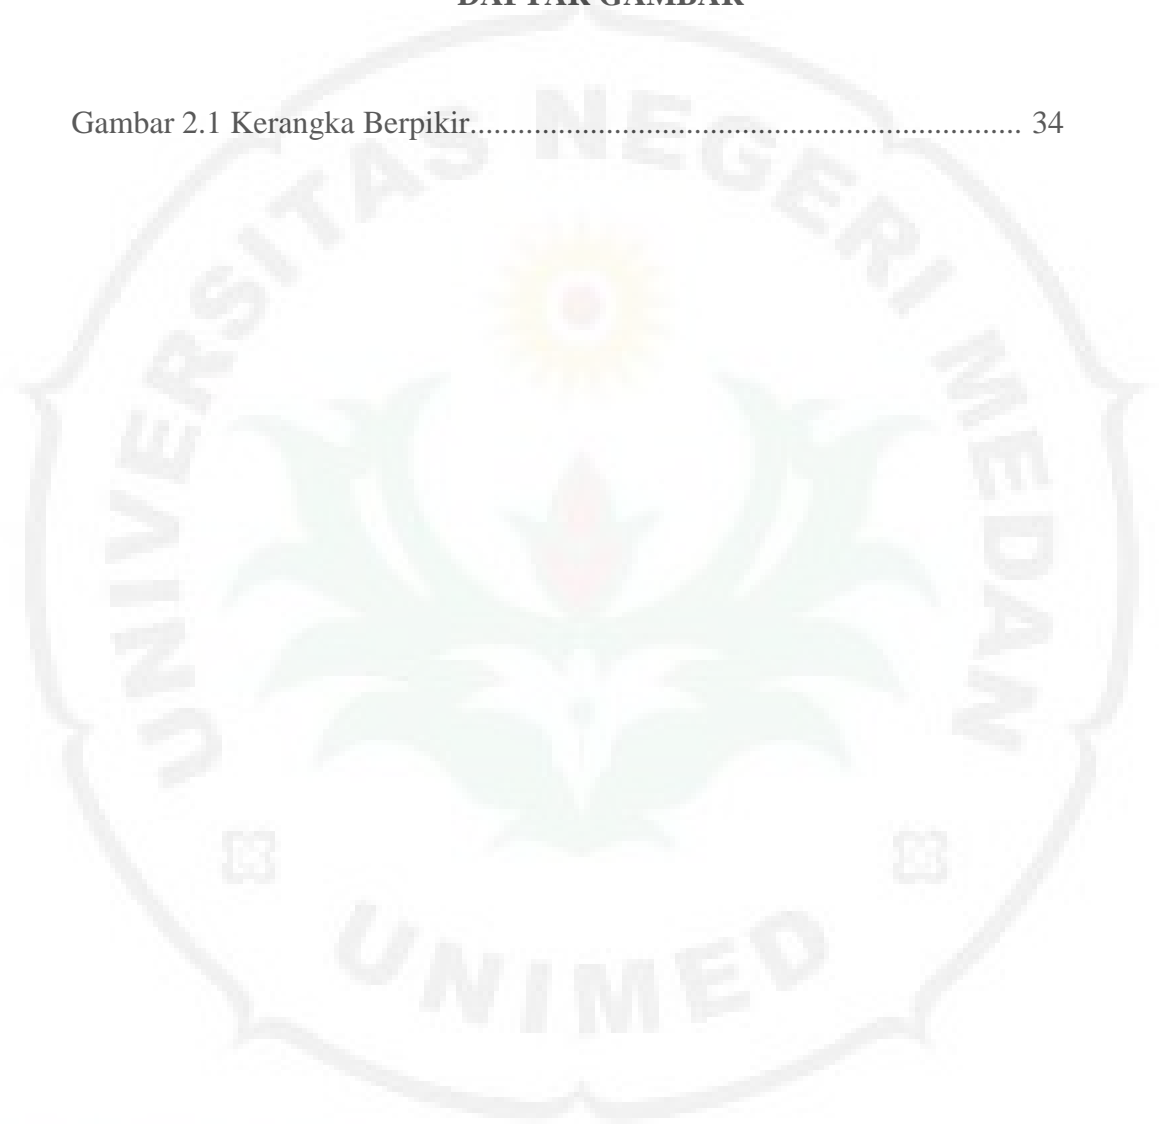 DAFTAR GAMBAR
Gambar 2.1 Kerangka Berpikir..................................................................... 34
UNIVERSITAS NEGERI MEDAN
UNIMED